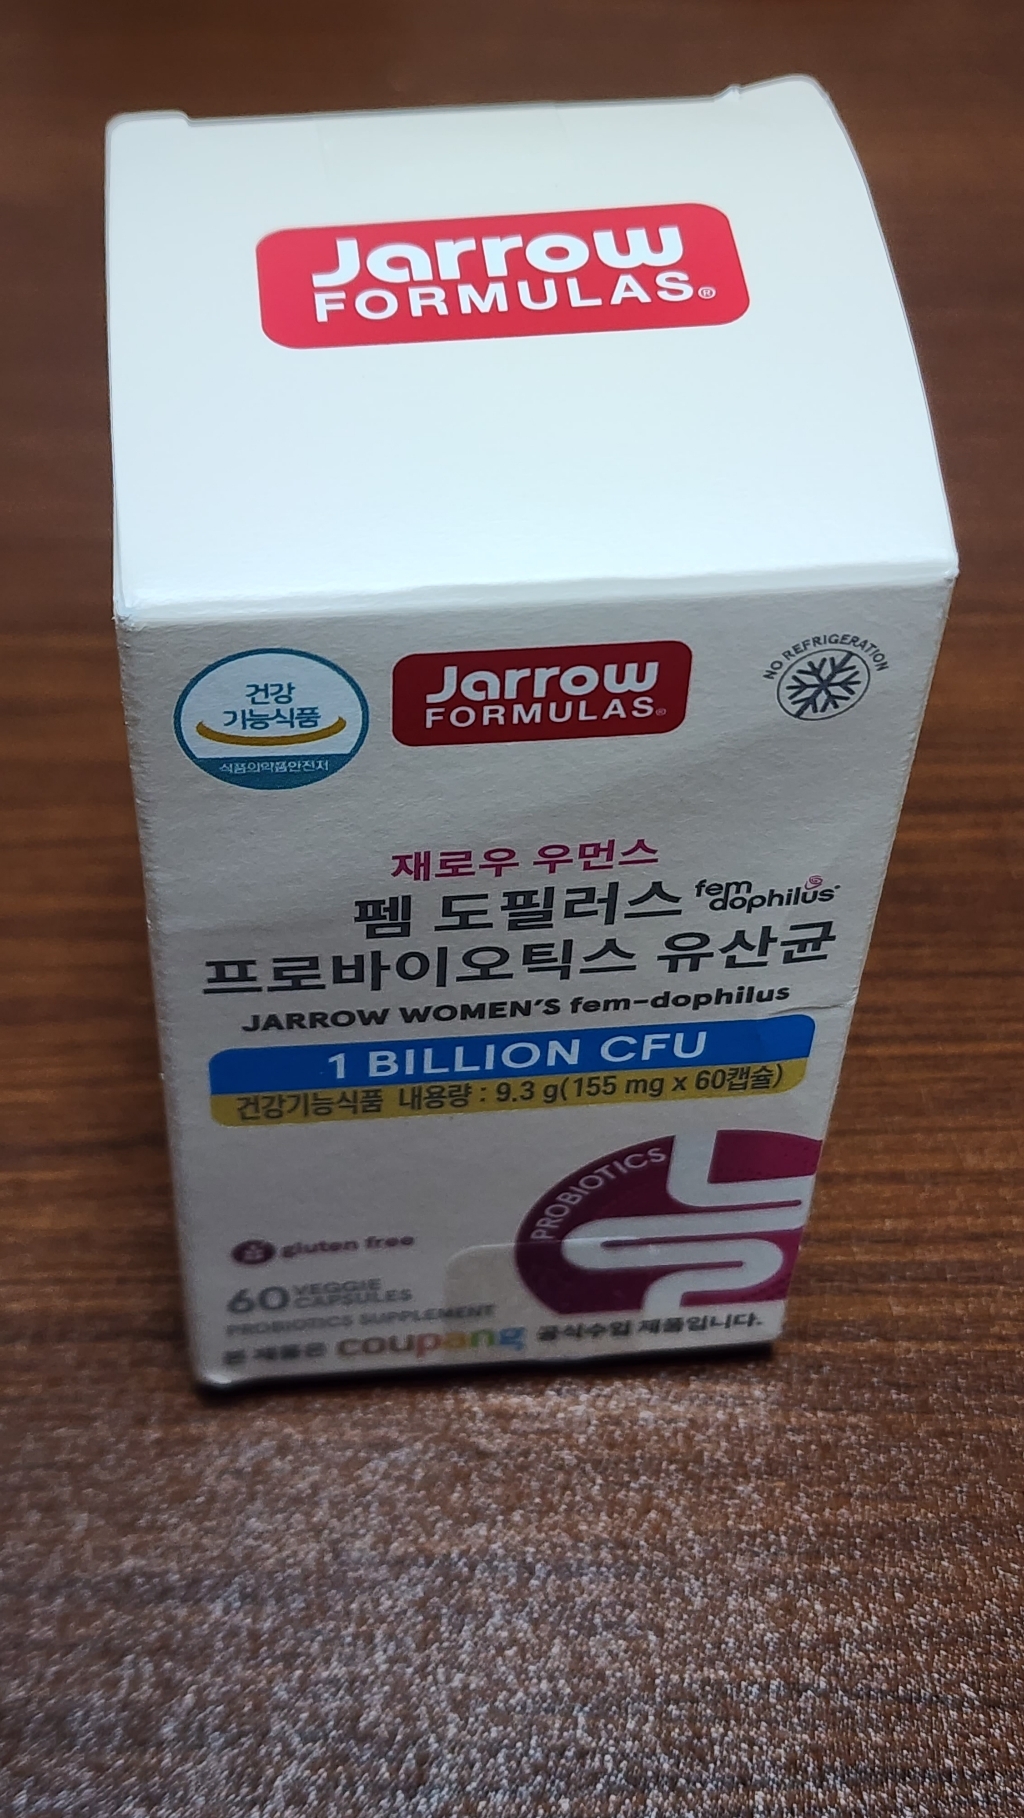 Jarrow
FORMULAS®
건강
기능식품
식품의약품안전처
Jarrow
FORMULAS®
NO REFRIGERATION
재로우 우먼스
펨 도필러스 fem dophilus
프로바이오틱스 유산균
JARROW WOMEN'S fem-dophilus
1 BILLION CFU
건강기능식품 내용량 : 9.3 g(155 mg x 60캡슐)
PROBIOTICS
gluten free
60 VEGGIE
CAPSULES
PROBIOTICS SUPPLEMENT
본 제품은 coupang 공식수입 제품입니다.